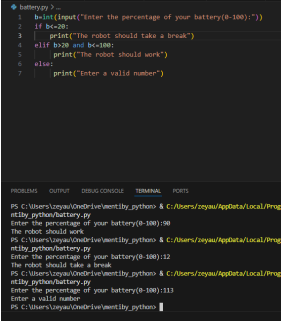 battery.py > ...
1 b=int(input("Enter the percentage of your battery(0-100):"))
2 if b<=20:
3 print("The robot should take a break")
4 elif b>20 and b<=100:
5 print("The robot should work")
6 else:
7 print("Enter a valid number")
PROBLEMS OUTPUT DEBUG CONSOLE TERMINAL PORTS
PS C:\Users\zeyau\OneDrive\mentiby_python> & C:/Users/zeyau/AppData/Local/Prog
ntiby_python/battery.py
Enter the percentage of your battery(0-100):90
The robot should work
PS C:\Users\zeyau\OneDrive\mentiby_python> & C:/Users/zeyau/AppData/Local/Prog
ntiby_python/battery.py
Enter the percentage of your battery(0-100):12
The robot should take a break
PS C:\Users\zeyau\OneDrive\mentiby_python> & C:/Users/zeyau/AppData/Local/Prog
ntiby_python/battery.py
Enter the percentage of your battery(0-100):113
Enter a valid number
PS C:\Users\zeyau\OneDrive\mentiby_python>